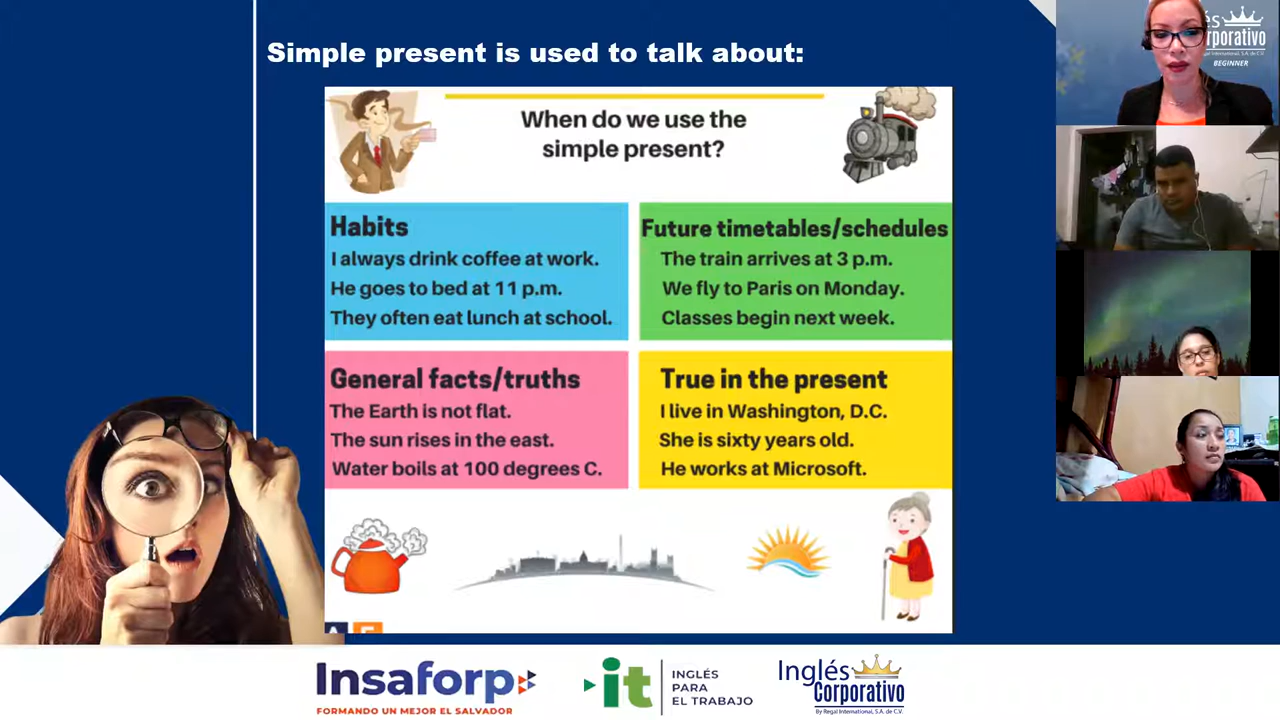 Simple present is used to talk about:
When do we use the
simple present?
Habits
I always drink coffee at work.
He goes to bed at 11 p.m.
They often eat lunch at school.
Future timetables/schedules
The train arrives at 3 p.m.
We fly to Paris on Monday.
Classes begin next week.
General facts/truths
The Earth is not flat.
The sun rises in the east.
Water boils at 100 degrees C.
True in the present
I live in Washington, D.C.
She is sixty years old.
He works at Microsoft.
Insaforp
FORMANDO UN MEJOR EL SALVADOR
it
INGLÉS
PARA
EL TRABAJO
Inglés
Corporativo
By Regal International, S.A. de C.V.
BEGINNER